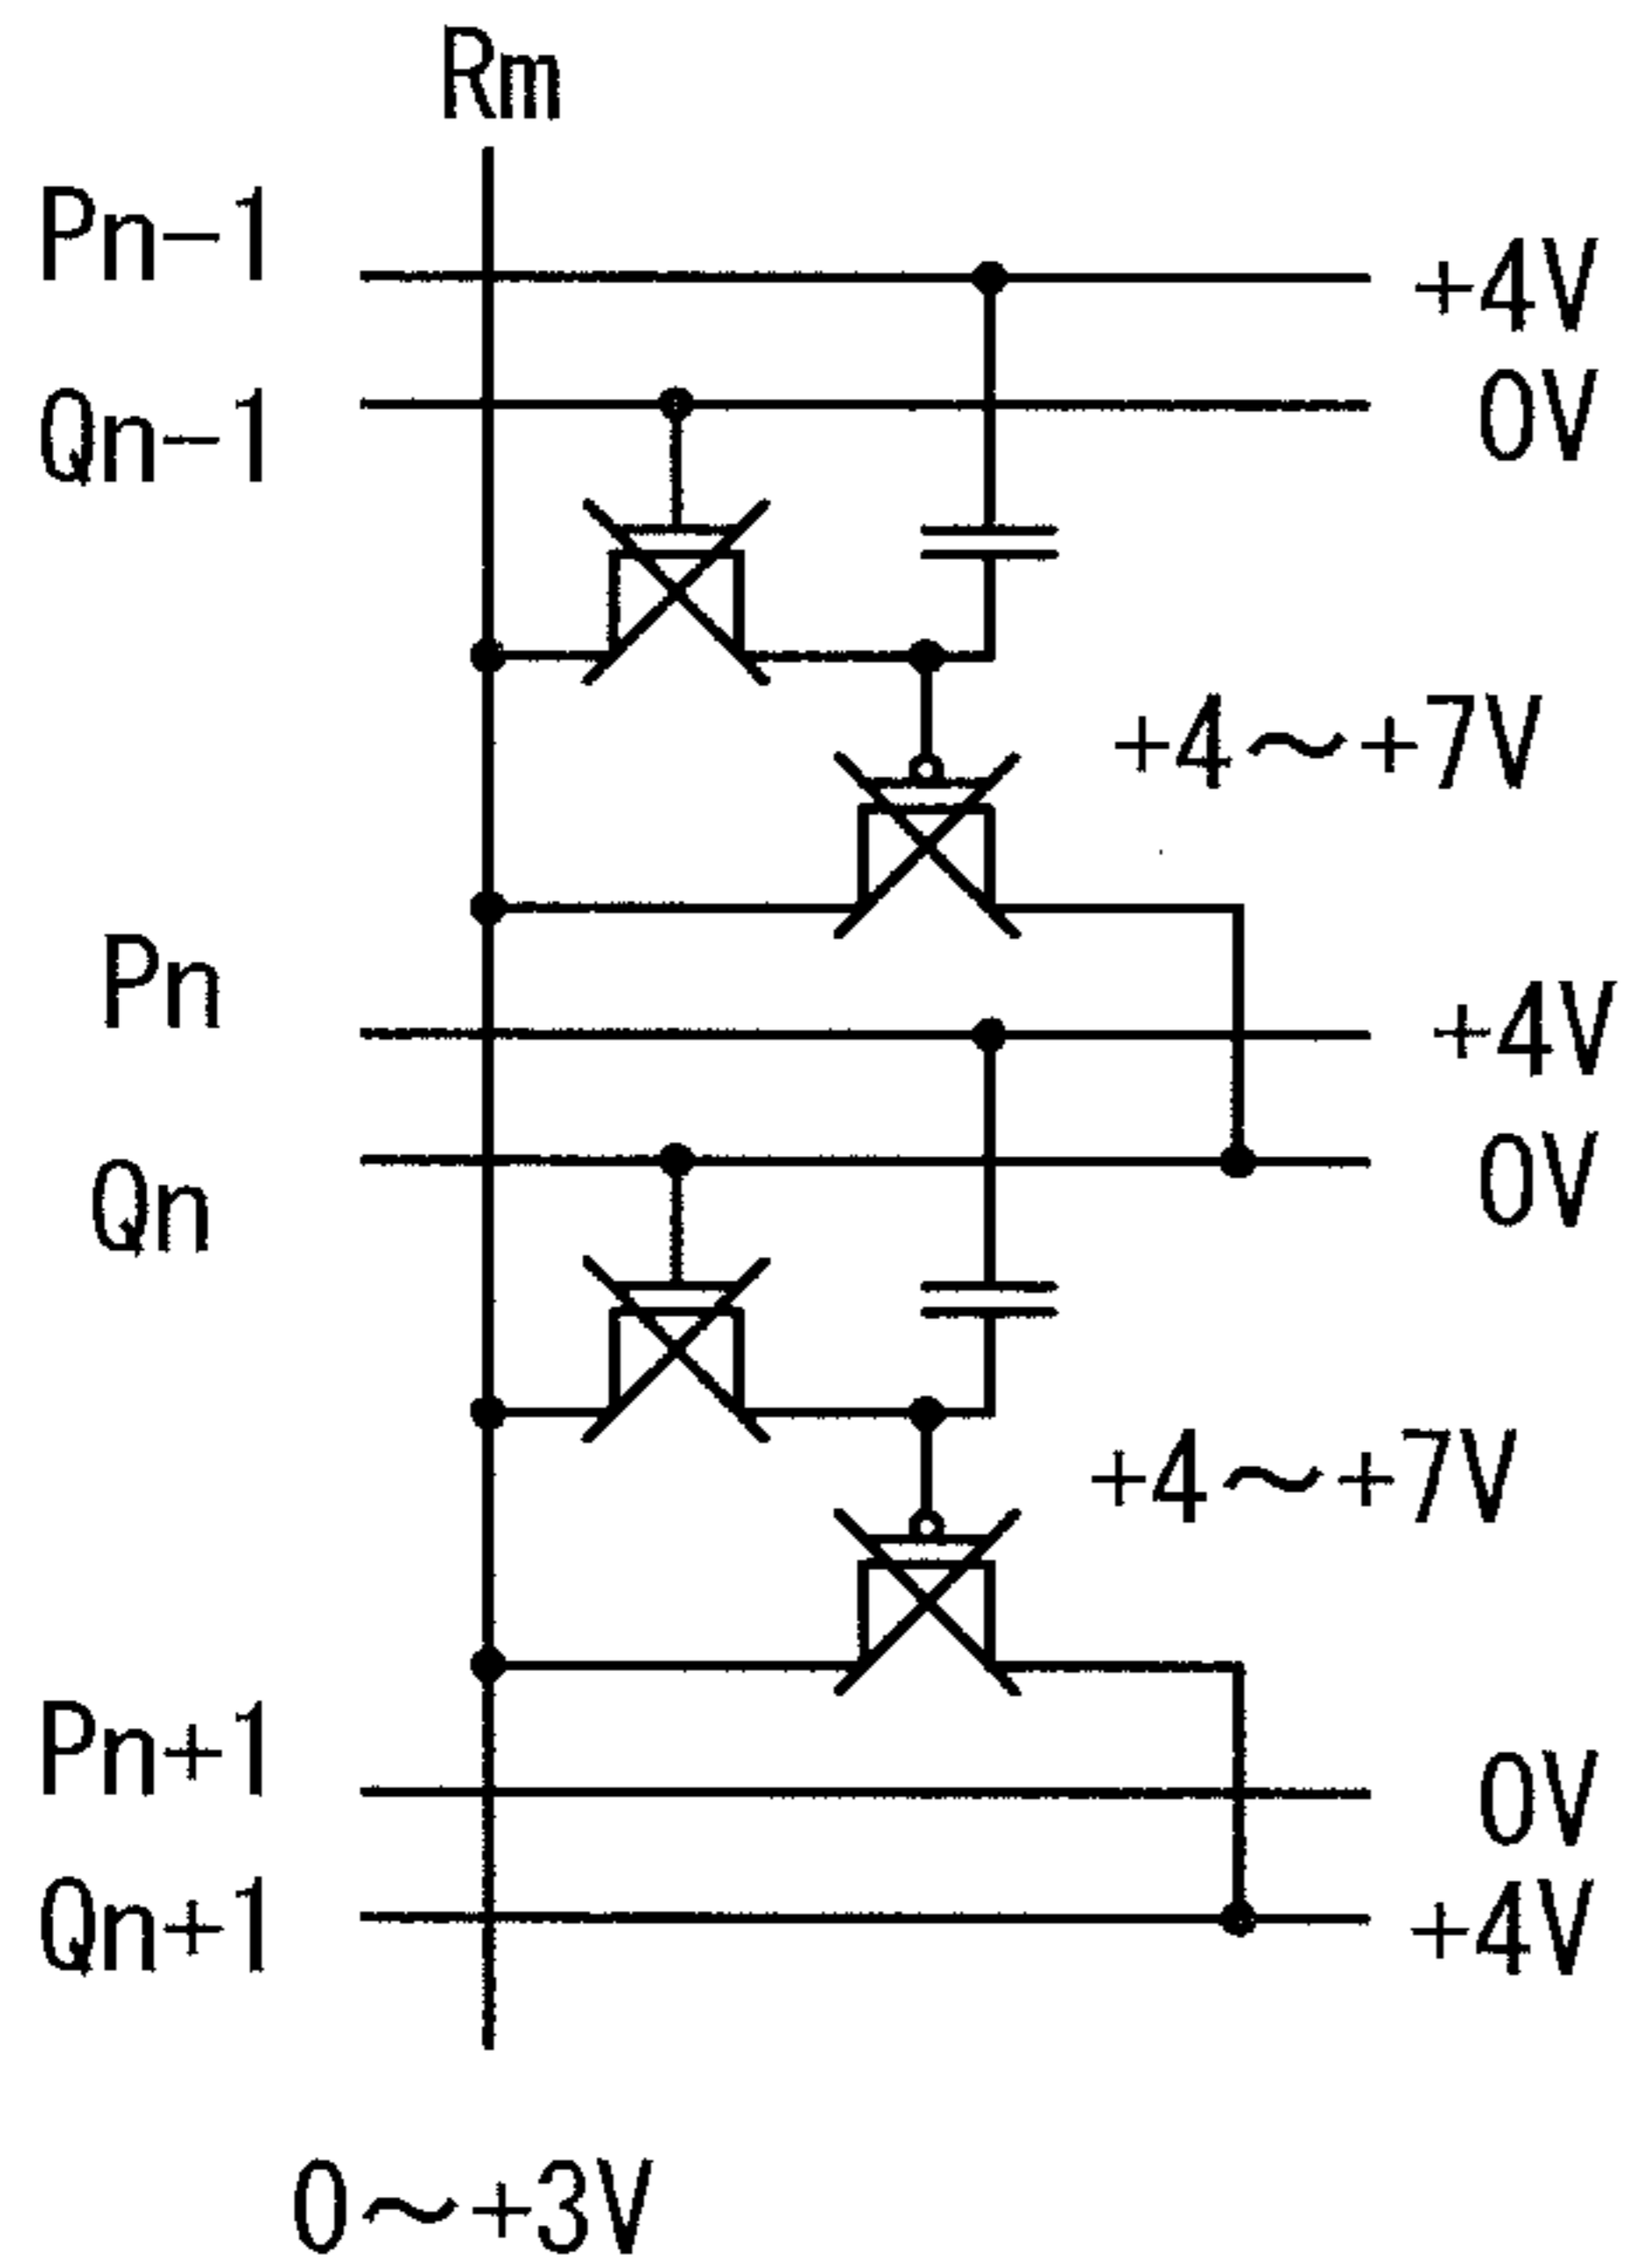 Rm
Pn-1
+4V
Qn-1
0V
+4～+7V
Pn
+4V
Qn
0V
+4～+7V
Pn+1
0V
Qn+1
+4V
0～+3V